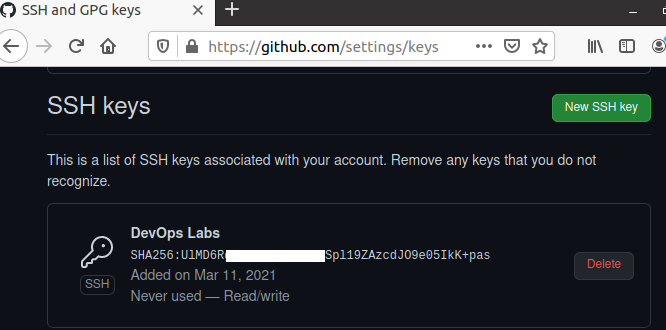 SSH and GPG keys
https://github.com/settings/keys
SSH keys
New SSH key
This is a list of SSH keys associated with your account. Remove any keys that you do not
recognize.
DevOps Labs
SHA256:UlMD6R Spl19ZAzcdJO9e05IkK+pas
Added on Mar 11, 2021
Never used — Read/write
SSH
Delete